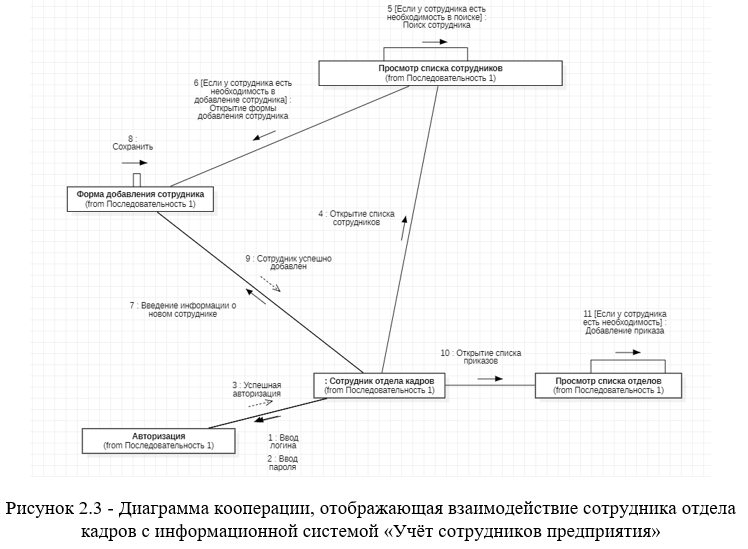 5 [Если у сотрудника есть
необходимость в поиске] :
Поиск сотрудника
Просмотр списка сотрудников
(from Последовательность 1)
6 [Если у сотрудника есть
необходимость в
добавление сотрудника] :
Открытие формы
добавления сотрудника
8 :
Сохранить
Форма добавления сотрудника
(from Последовательность 1)
4 : Открытие списка
сотрудников
9 : Сотрудник успешно
добавлен
7 : Введение информации о
новом сотруднике
11 [Если у сотрудника
есть необходимость] :
Добавление приказа
10 : Открытие списка
приказов
: Сотрудник отдела кадров
(from Последовательность 1)
Просмотр списка отделов
(from Последовательность 1)
3 : Успешная
авторизация
Авторизация
(from Последовательность 1)
1 : Ввод
логина
2 : Ввод
пароля
Рисунок 2.3 - Диаграмма кооперации, отображающая взаимодействие сотрудника отдела
кадров с информационной системой «Учёт сотрудников предприятия»